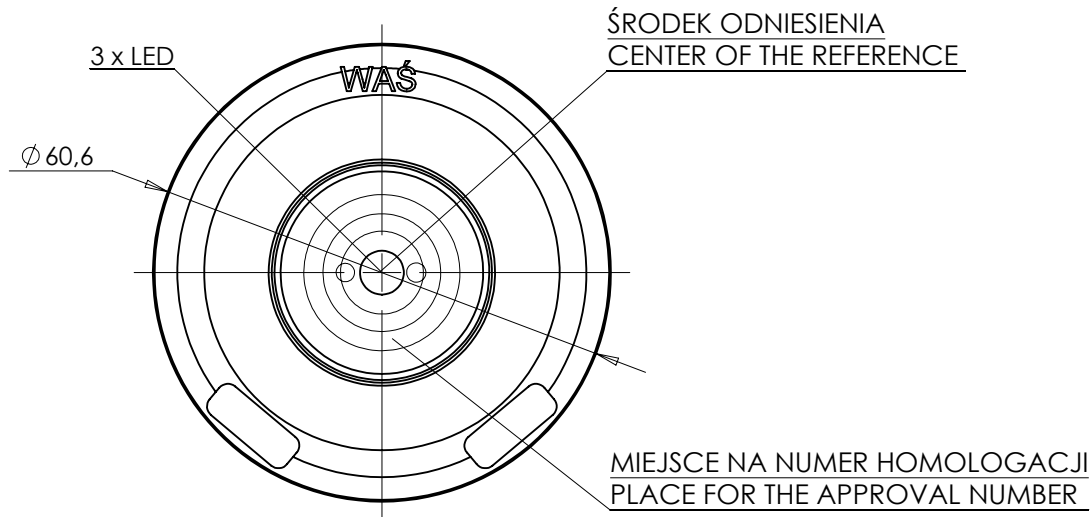 ŚRODEK ODNIESIENIA
CENTER OF THE REFERENCE
3 x LED
WAŚ
∅ 60,6
MIEJSCE NA NUMER HOMOLOGACJI
PLACE FOR THE APPROVAL NUMBER